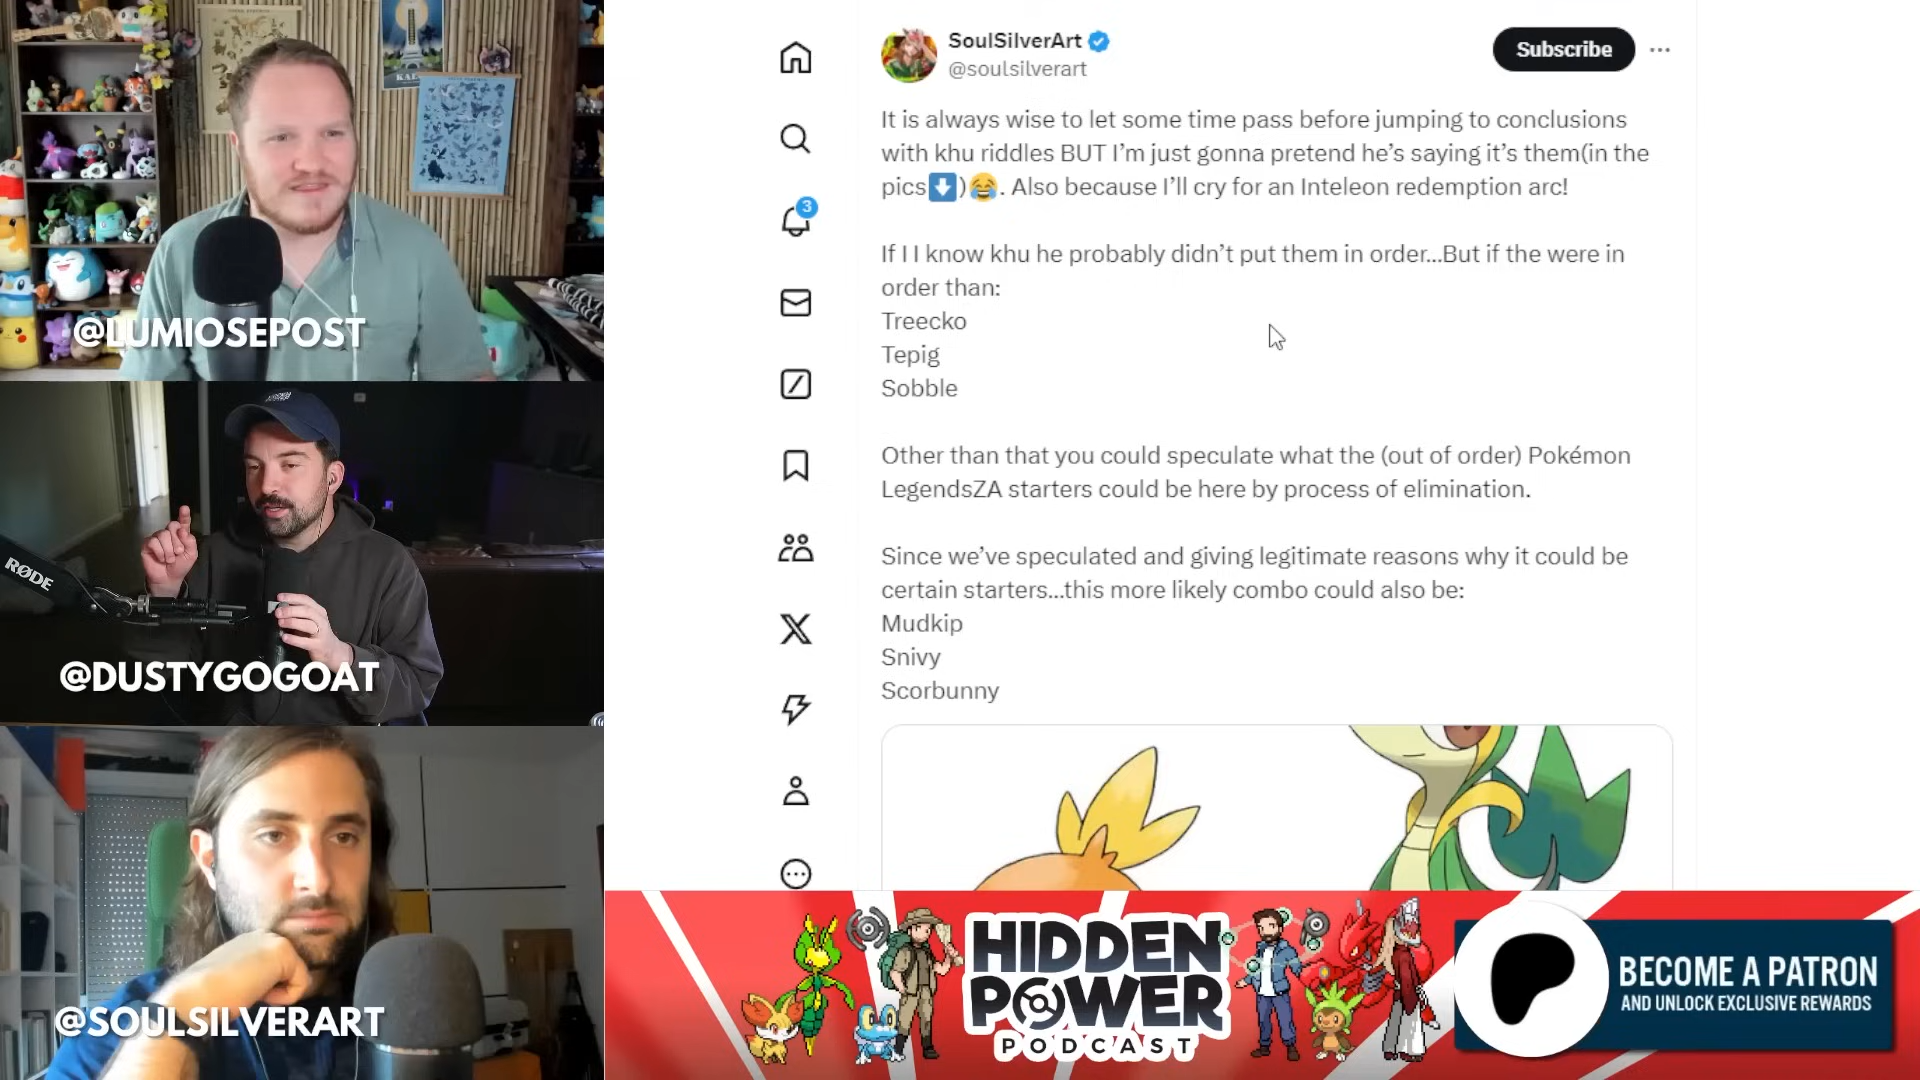 @LUMIOSEPOST
RØDE
@DUSTYGOGOAT
@SOULSILVERART
SoulSilverArt
@soulsilverart
Subscribe
3
It is always wise to let some time pass before jumping to conclusions
with khu riddles BUT I’m just gonna pretend he’s saying it’s them(in the
pics⬇️)😂. Also because I’ll cry for an Inteleon redemption arc!
If I I know khu he probably didn’t put them in order...But if the were in
order than:
Treecko
Tepig
Sobble
Other than that you could speculate what the (out of order) Pokémon
LegendsZA starters could be here by process of elimination.
Since we’ve speculated and giving legitimate reasons why it could be
certain starters...this more likely combo could also be:
Mudkip
Snivy
Scorbunny
HIDDEN
POWER
PODCAST
BECOME A PATRON
AND UNLOCK EXCLUSIVE REWARDS